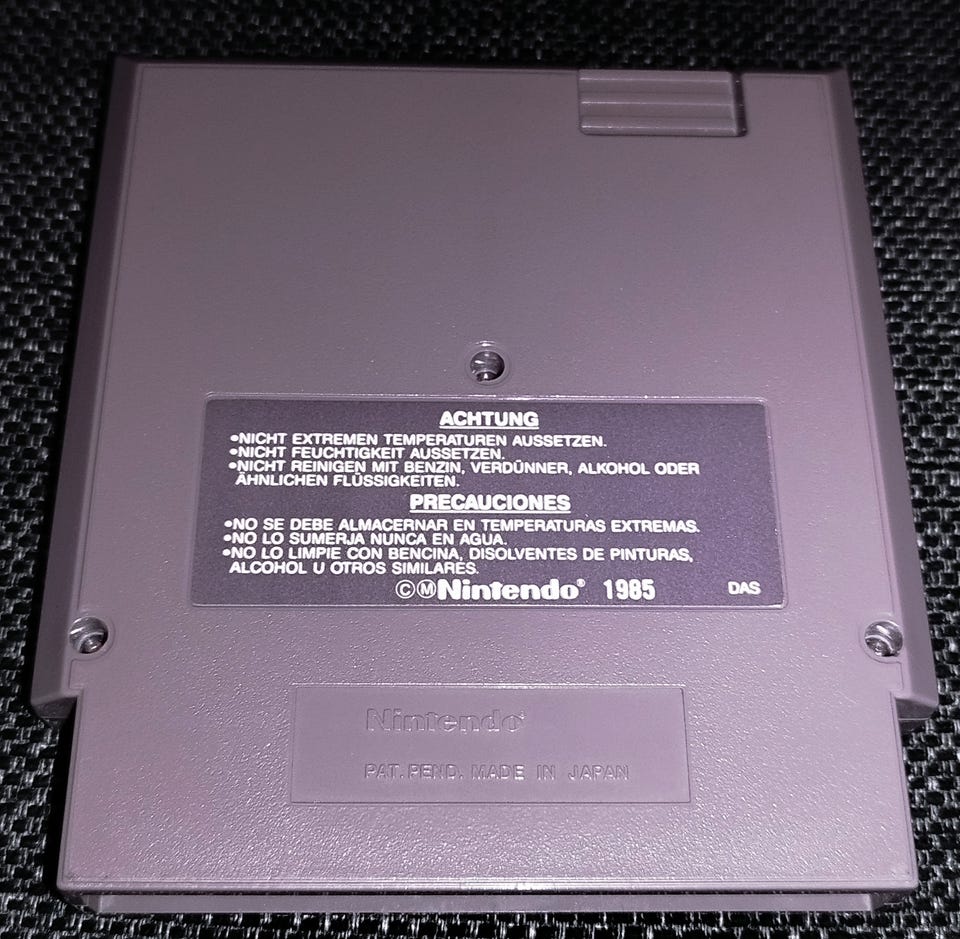 ACHTUNG
•NICHT EXTREMEN TEMPERATUREN AUSSETZEN.
•NICHT FEUCHTIGKEIT AUSSETZEN.
•NICHT REINIGEN MIT BENZIN, VERDÜNNER, ALKOHOL ODER
ÄHNLICHEN FLÜSSIGKEITEN.
PRECAUCIONES
•NO SE DEBE ALMACERNAR EN TEMPERATURAS EXTREMAS.
•NO LO SUMERJA NUNCA EN AGUA.
•NO LO LIMPIE CON BENCINA, DISOLVENTES DE PINTURAS,
ALCOHOL U OTROS SIMILARES.
©ⓂNintendo® 1985 DAS
Nintendo®
PAT. PEND. MADE IN JAPAN